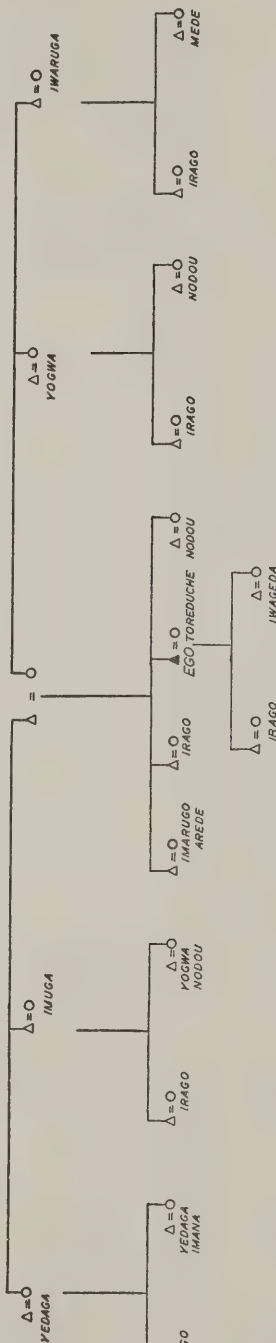 YEDAGA
IMUGA
YOGWA
IWARUGA
YEDAGA
IMANA
IRAGO
YOGWA
NODOU
IMARUGO
AREDE
IRAGO
EGO, TOREDUCHE
NODOU
IRAGO
NODOU
IRAGO
MEDE
IRAGO
IWAGEDA